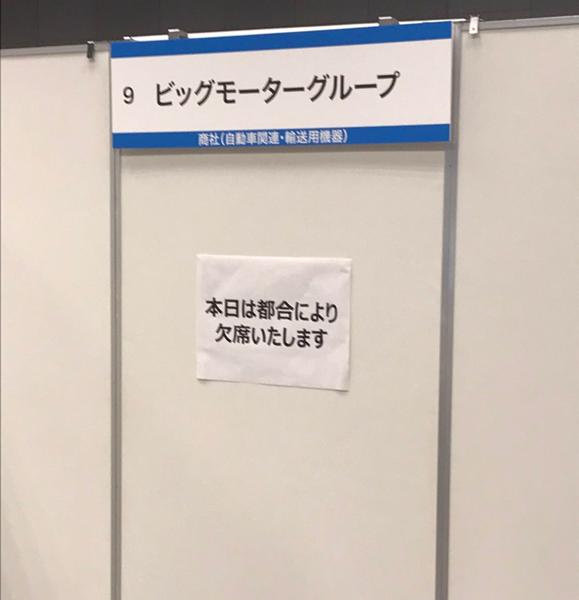 9 ビッグモーターグループ
商社(自動車関連・輸送用機器)
本日は都合により
欠席いたします